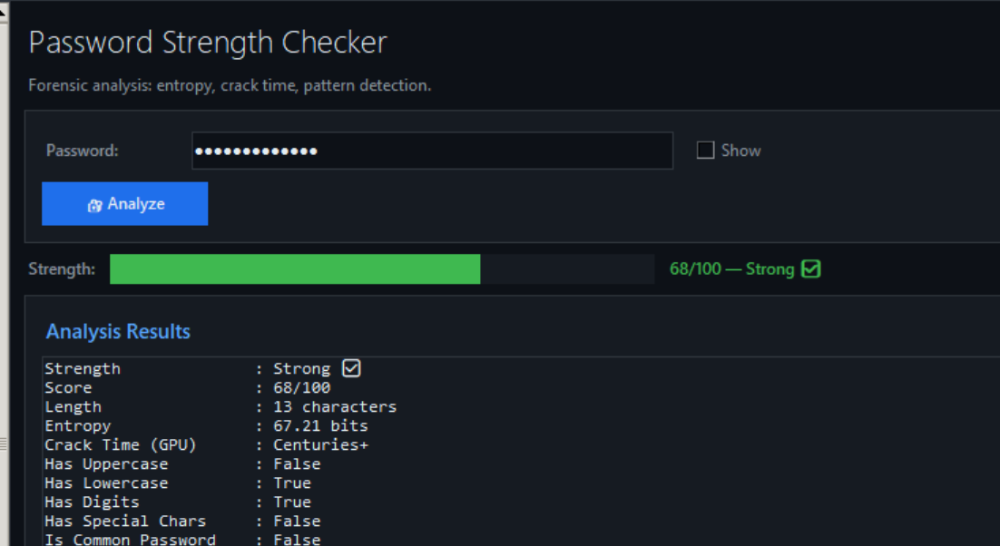 Password Strength Checker
Forensic analysis: entropy, crack time, pattern detection.
Password: ••••••••••••• Show
Analyze
Strength: 68/100 — Strong
Analysis Results
Strength : Strong
Score : 68/100
Length : 13 characters
Entropy : 67.21 bits
Crack Time (GPU) : Centuries+
Has Uppercase : False
Has Lowercase : True
Has Digits : True
Has Special Chars : False
Is Common Password : False